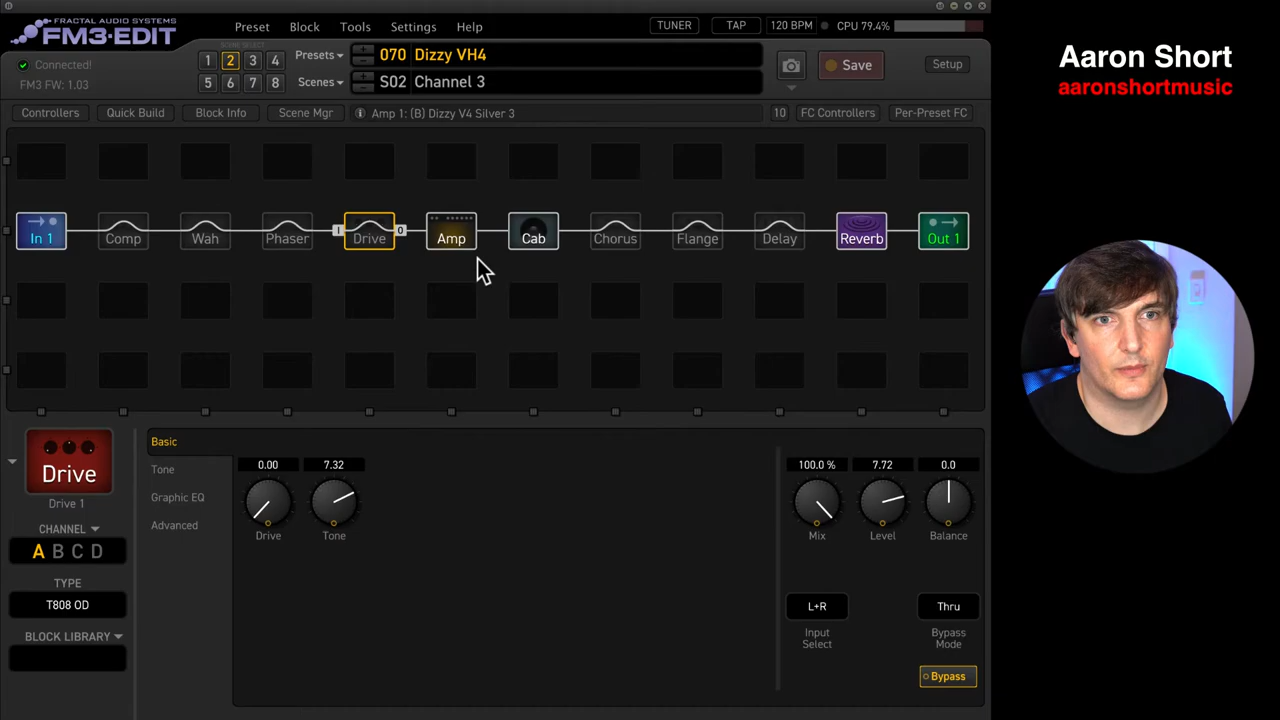 FRACTAL AUDIO SYSTEMS
FM3-EDIT
Preset
Block
Tools
Settings
Help
TUNER
TAP
120 BPM
CPU 79.4%
SCENE SELECT
1 2 3 4
5 6 7 8
Connected!
FM3 FW: 1.03
Presets
070 Dizzy VH4
Scenes
S02 Channel 3
Save
Setup
Controllers
Quick Build
Block Info
Scene Mgr
Amp 1: (B) Dizzy V4 Silver 3
10
FC Controllers
Per-Preset FC
In 1
Comp
Wah
Phaser
I
Drive
O
Amp
Cab
Chorus
Flange
Delay
Reverb
Out 1
Drive
Drive 1
CHANNEL
A B C D
TYPE
T808 OD
BLOCK LIBRARY
Basic
Tone
Graphic EQ
Advanced
0.00
7.32
Drive
Tone
100.0 %
7.72
0.0
Mix
Level
Balance
L+R
Input
Select
Thru
Bypass
Mode
Bypass
Aaron Short
aaronshortmusic